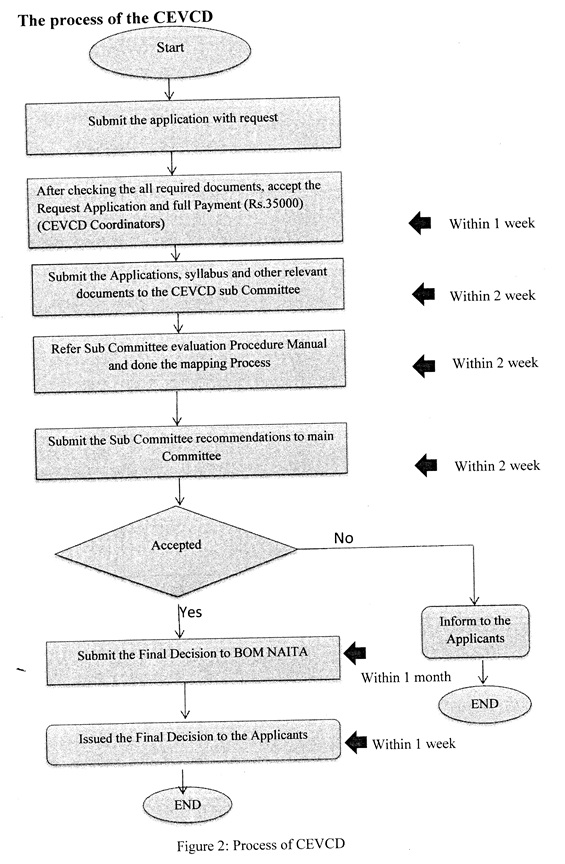 The process of the CEVCD
Start
Submit the application with request
After checking the all required documents, accept the
Request Application and full Payment (Rs.35000)
(CEVCD Coordinators)
Within 1 week
Submit the Applications, syllabus and other relevant
documents to the CEVCD sub Committee
Within 2 week
Refer Sub Committee evaluation Procedure Manual
and done the mapping Process
Within 2 week
Submit the Sub Committee recommendations to main
Committee
Within 2 week
Accepted
No
Yes
Inform to the
Applicants
END
Submit the Final Decision to BOM NAITA
Within 1 month
Issued the Final Decision to the Applicants
Within 1 week
END
Figure 2: Process of CEVCD